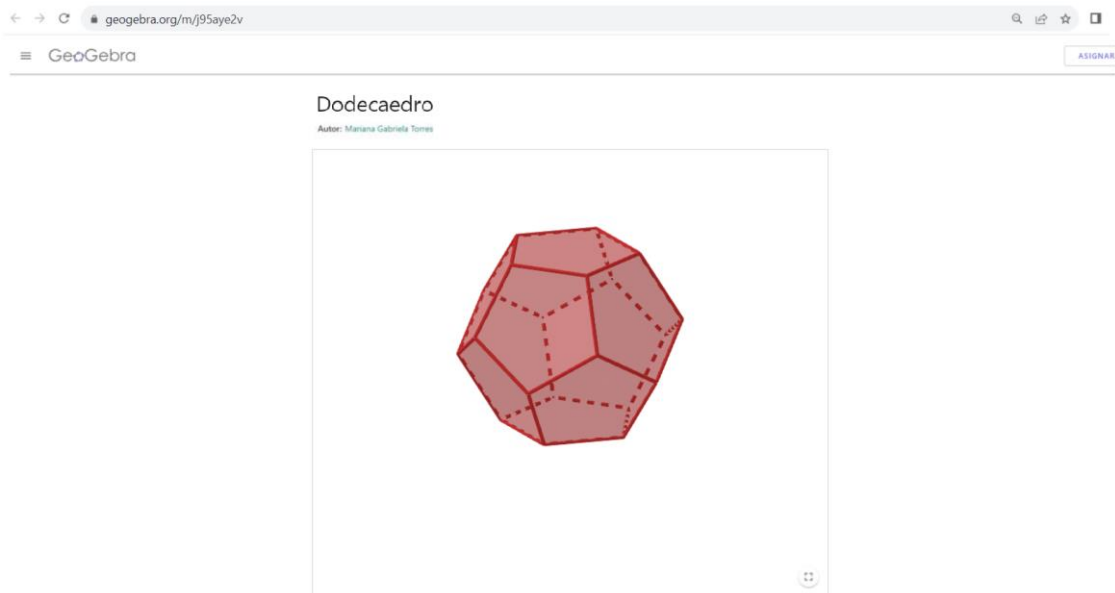 geogebra.org/m/j95aye2v
GeoGebra
ASIGNAR
Dodecaedro
Autor: Mariana Gabriela Torres